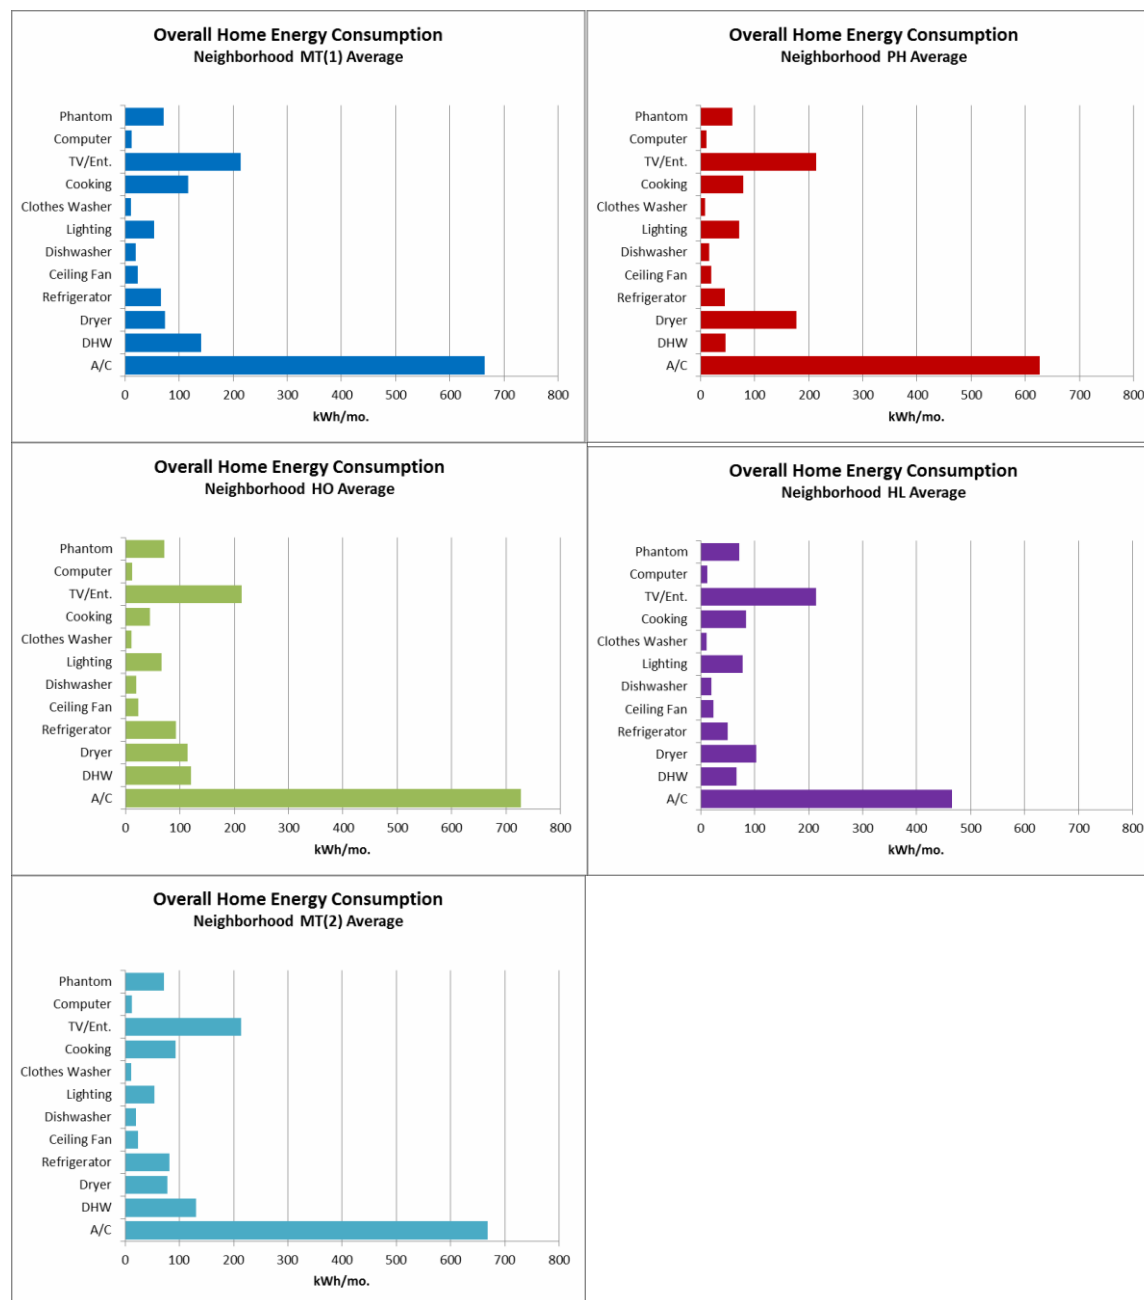 Overall Home Energy Consumption
Neighborhood MT(1) Average
Phantom
Computer
TV/Ent.
Cooking
Clothes Washer
Lighting
Dishwasher
Ceiling Fan
Refrigerator
Dryer
DHW
A/C
0 100 200 300 400 500 600 700 800
kWh/mo.
Overall Home Energy Consumption
Neighborhood PH Average
Phantom
Computer
TV/Ent.
Cooking
Clothes Washer
Lighting
Dishwasher
Ceiling Fan
Refrigerator
Dryer
DHW
A/C
0 100 200 300 400 500 600 700 800
kWh/mo.
Overall Home Energy Consumption
Neighborhood HO Average
Phantom
Computer
TV/Ent.
Cooking
Clothes Washer
Lighting
Dishwasher
Ceiling Fan
Refrigerator
Dryer
DHW
A/C
0 100 200 300 400 500 600 700 800
kWh/mo.
Overall Home Energy Consumption
Neighborhood HL Average
Phantom
Computer
TV/Ent.
Cooking
Clothes Washer
Lighting
Dishwasher
Ceiling Fan
Refrigerator
Dryer
DHW
A/C
0 100 200 300 400 500 600 700 800
kWh/mo.
Overall Home Energy Consumption
Neighborhood MT(2) Average
Phantom
Computer
TV/Ent.
Cooking
Clothes Washer
Lighting
Dishwasher
Ceiling Fan
Refrigerator
Dryer
DHW
A/C
0 100 200 300 400 500 600 700 800
kWh/mo.